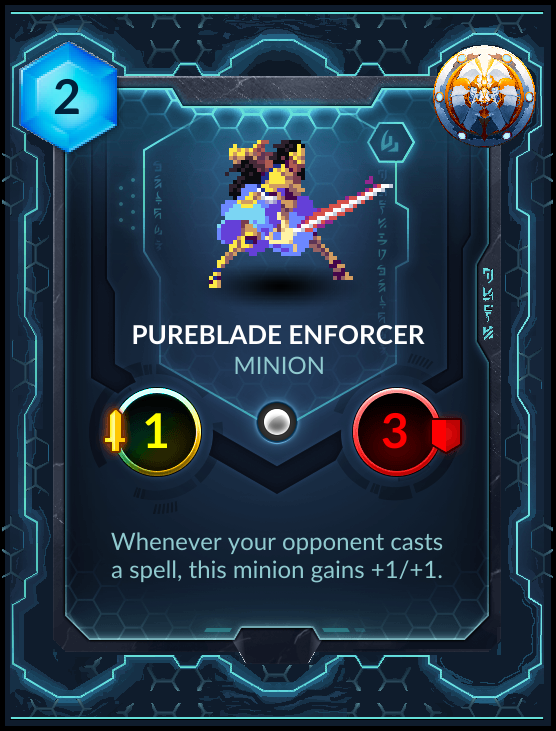 2
PUREBLADE ENFORCER
MINION
1 3
Whenever your opponent casts
a spell, this minion gains +1/+1.